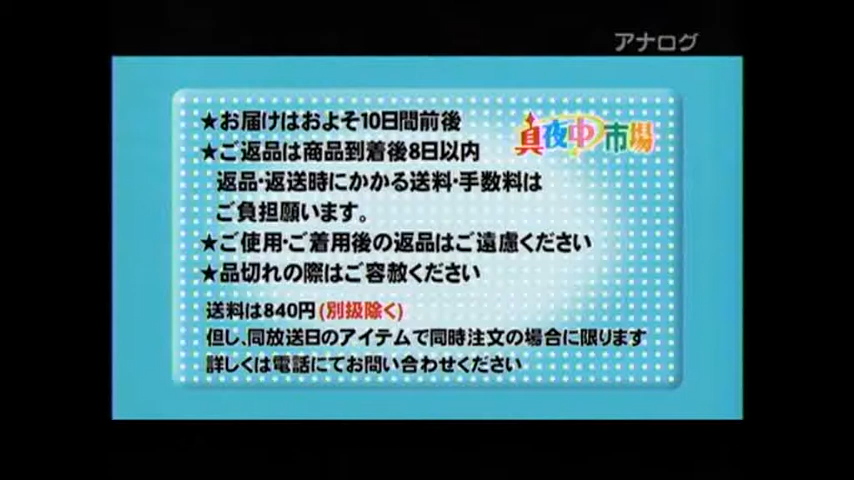 アナログ
★お届けはおよそ10日間前後
真夜中市場
★ご返品は商品到着後8日以内
返品・返送時にかかる送料・手数料は
ご負担願います。
★ご使用・ご着用後の返品はご遠慮ください
★品切れの際はご容赦ください
送料は840円(別扱除く)
但し、同放送日のアイテムで同時注文の場合に限ります
詳しくは電話にてお問い合わせください